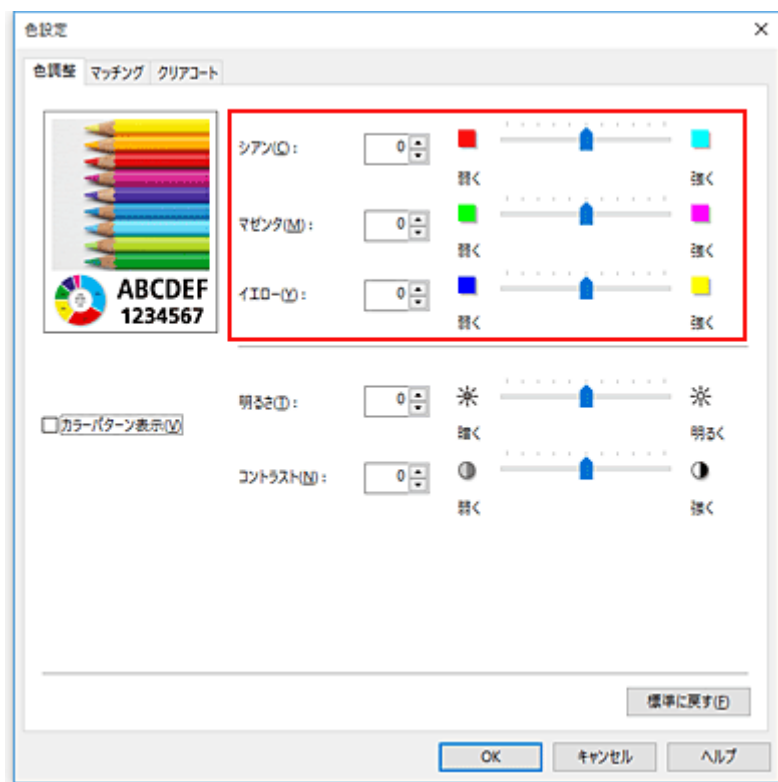 色設定
色調整 マッチング クリアコート
シアン(C): 0
弱く 強く
マゼンタ(M): 0
弱く 強く
イエロー(Y): 0
弱く 強く
ABCDEF
1234567
カラーパターン表示(V)
明るさ(T): 0
暗く 明るく
コントラスト(N): 0
弱く 強く
標準に戻す(F)
OK キャンセル ヘルプ